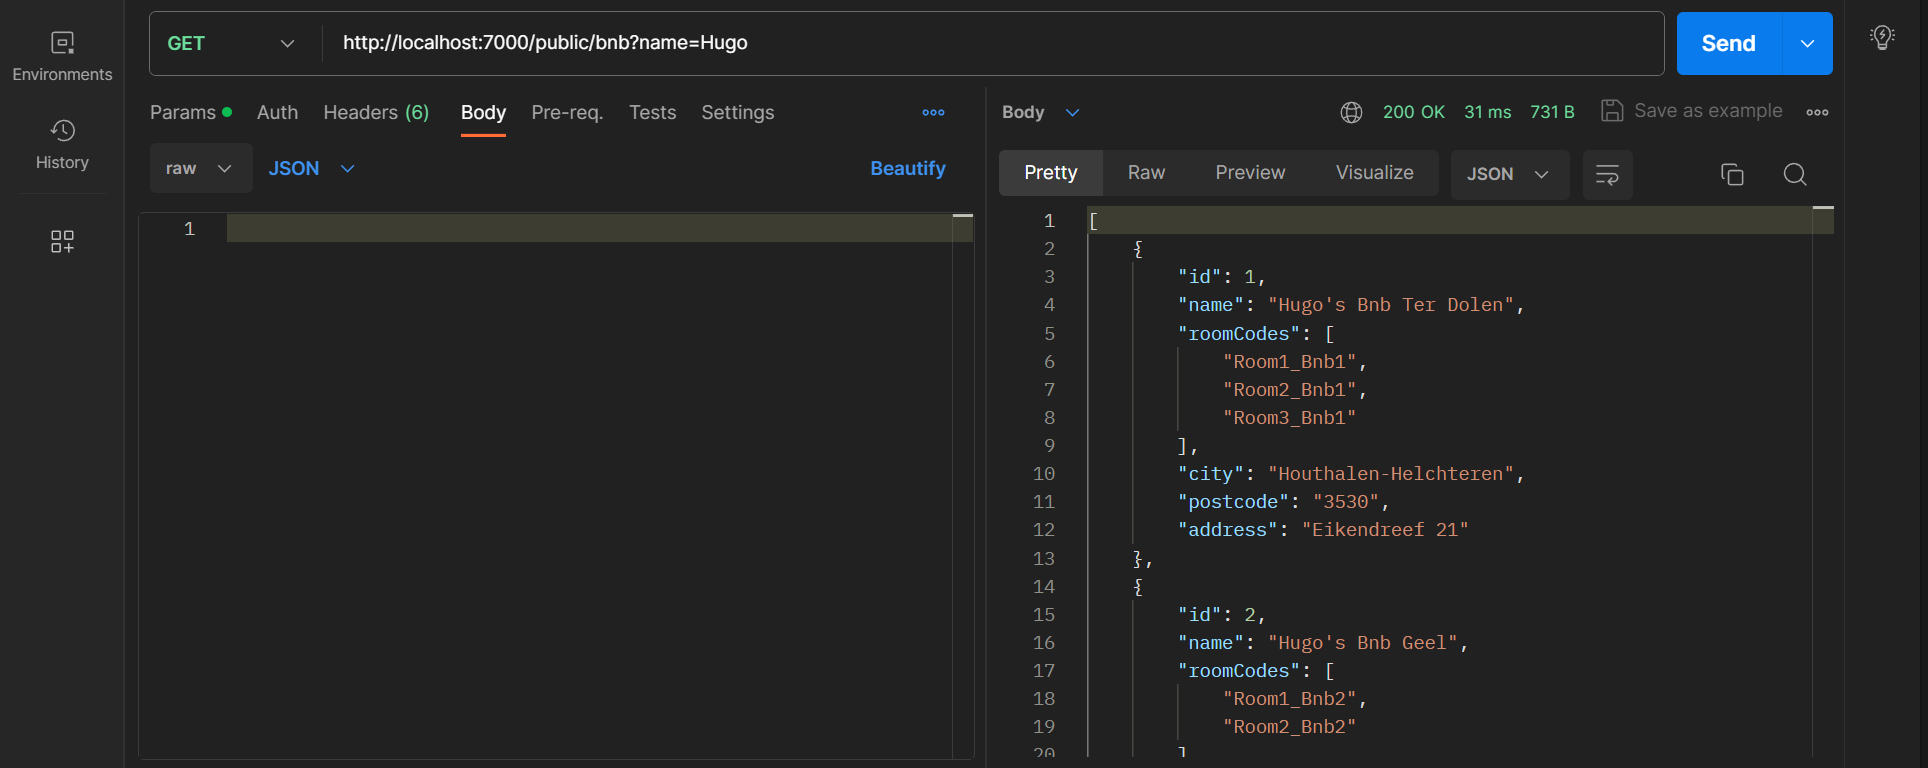 Environments
History
GET
http://localhost:7000/public/bnb?name=Hugo
Send
Params Auth Headers (6) Body Pre-req. Tests Settings
raw JSON Beautify
1
Body 200 OK 31 ms 731 B Save as example
Pretty Raw Preview Visualize JSON
1 [
2 {
3 "id": 1,
4 "name": "Hugo's Bnb Ter Dolen",
5 "roomCodes": [
6 "Room1_Bnb1",
7 "Room2_Bnb1",
8 "Room3_Bnb1"
9 ],
10 "city": "Houthalen-Helchteren",
11 "postcode": "3530",
12 "address": "Eikendreef 21"
13 },
14 {
15 "id": 2,
16 "name": "Hugo's Bnb Geel",
17 "roomCodes": [
18 "Room1_Bnb2",
19 "Room2_Bnb2"
20 ]